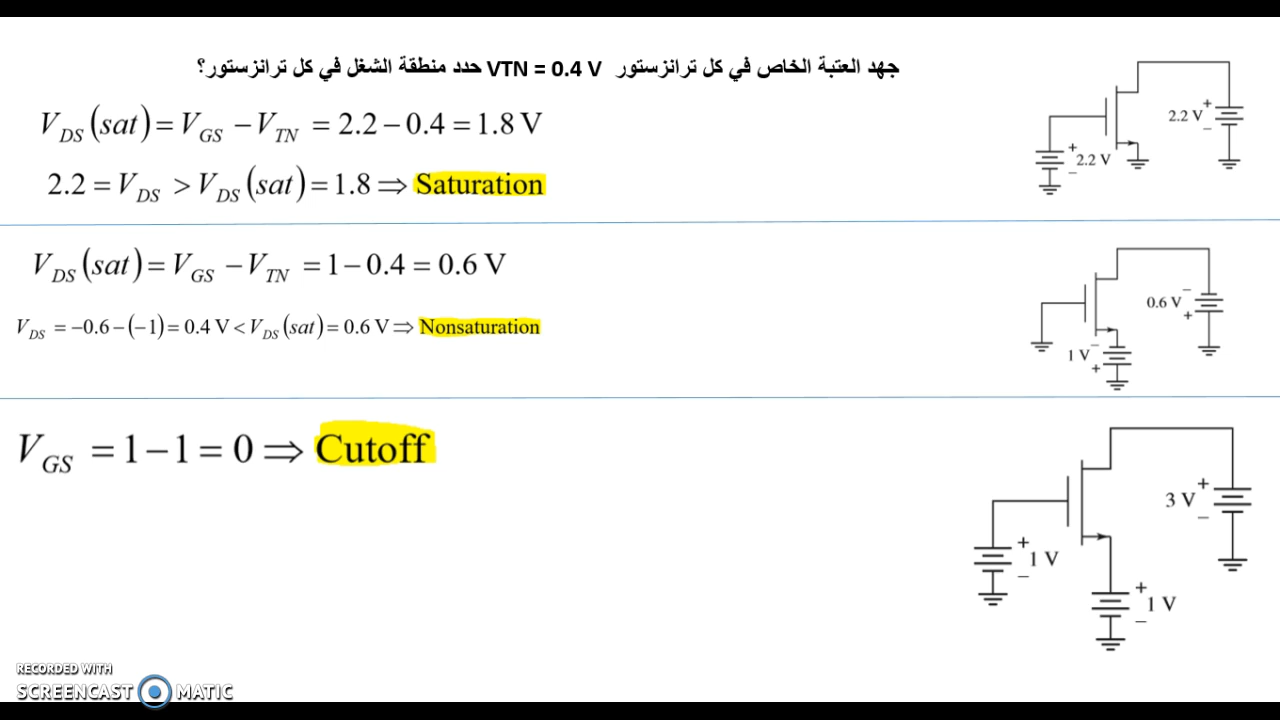 جهد العتبة الخاص في كل ترانزستور VTN = 0.4 V حدد منطقة الشغل في كل ترانزستور؟
V_DS (sat) = V_GS − V_TN = 2.2 − 0.4 = 1.8 V
2.2 = V_DS > V_DS (sat) = 1.8 ⇒ Saturation
2.2 V + −
+ 2.2 V −
V_DS (sat) = V_GS − V_TN = 1 − 0.4 = 0.6 V
V_DS = −0.6 − (−1) = 0.4 V < V_DS (sat) = 0.6 V ⇒ Nonsaturation
0.6 V − +
1 V − +
V_GS = 1 − 1 = 0 ⇒ Cutoff
3 V + −
+ 1 V −
+ 1 V −
RECORDED WITH
SCREENCAST MATIC